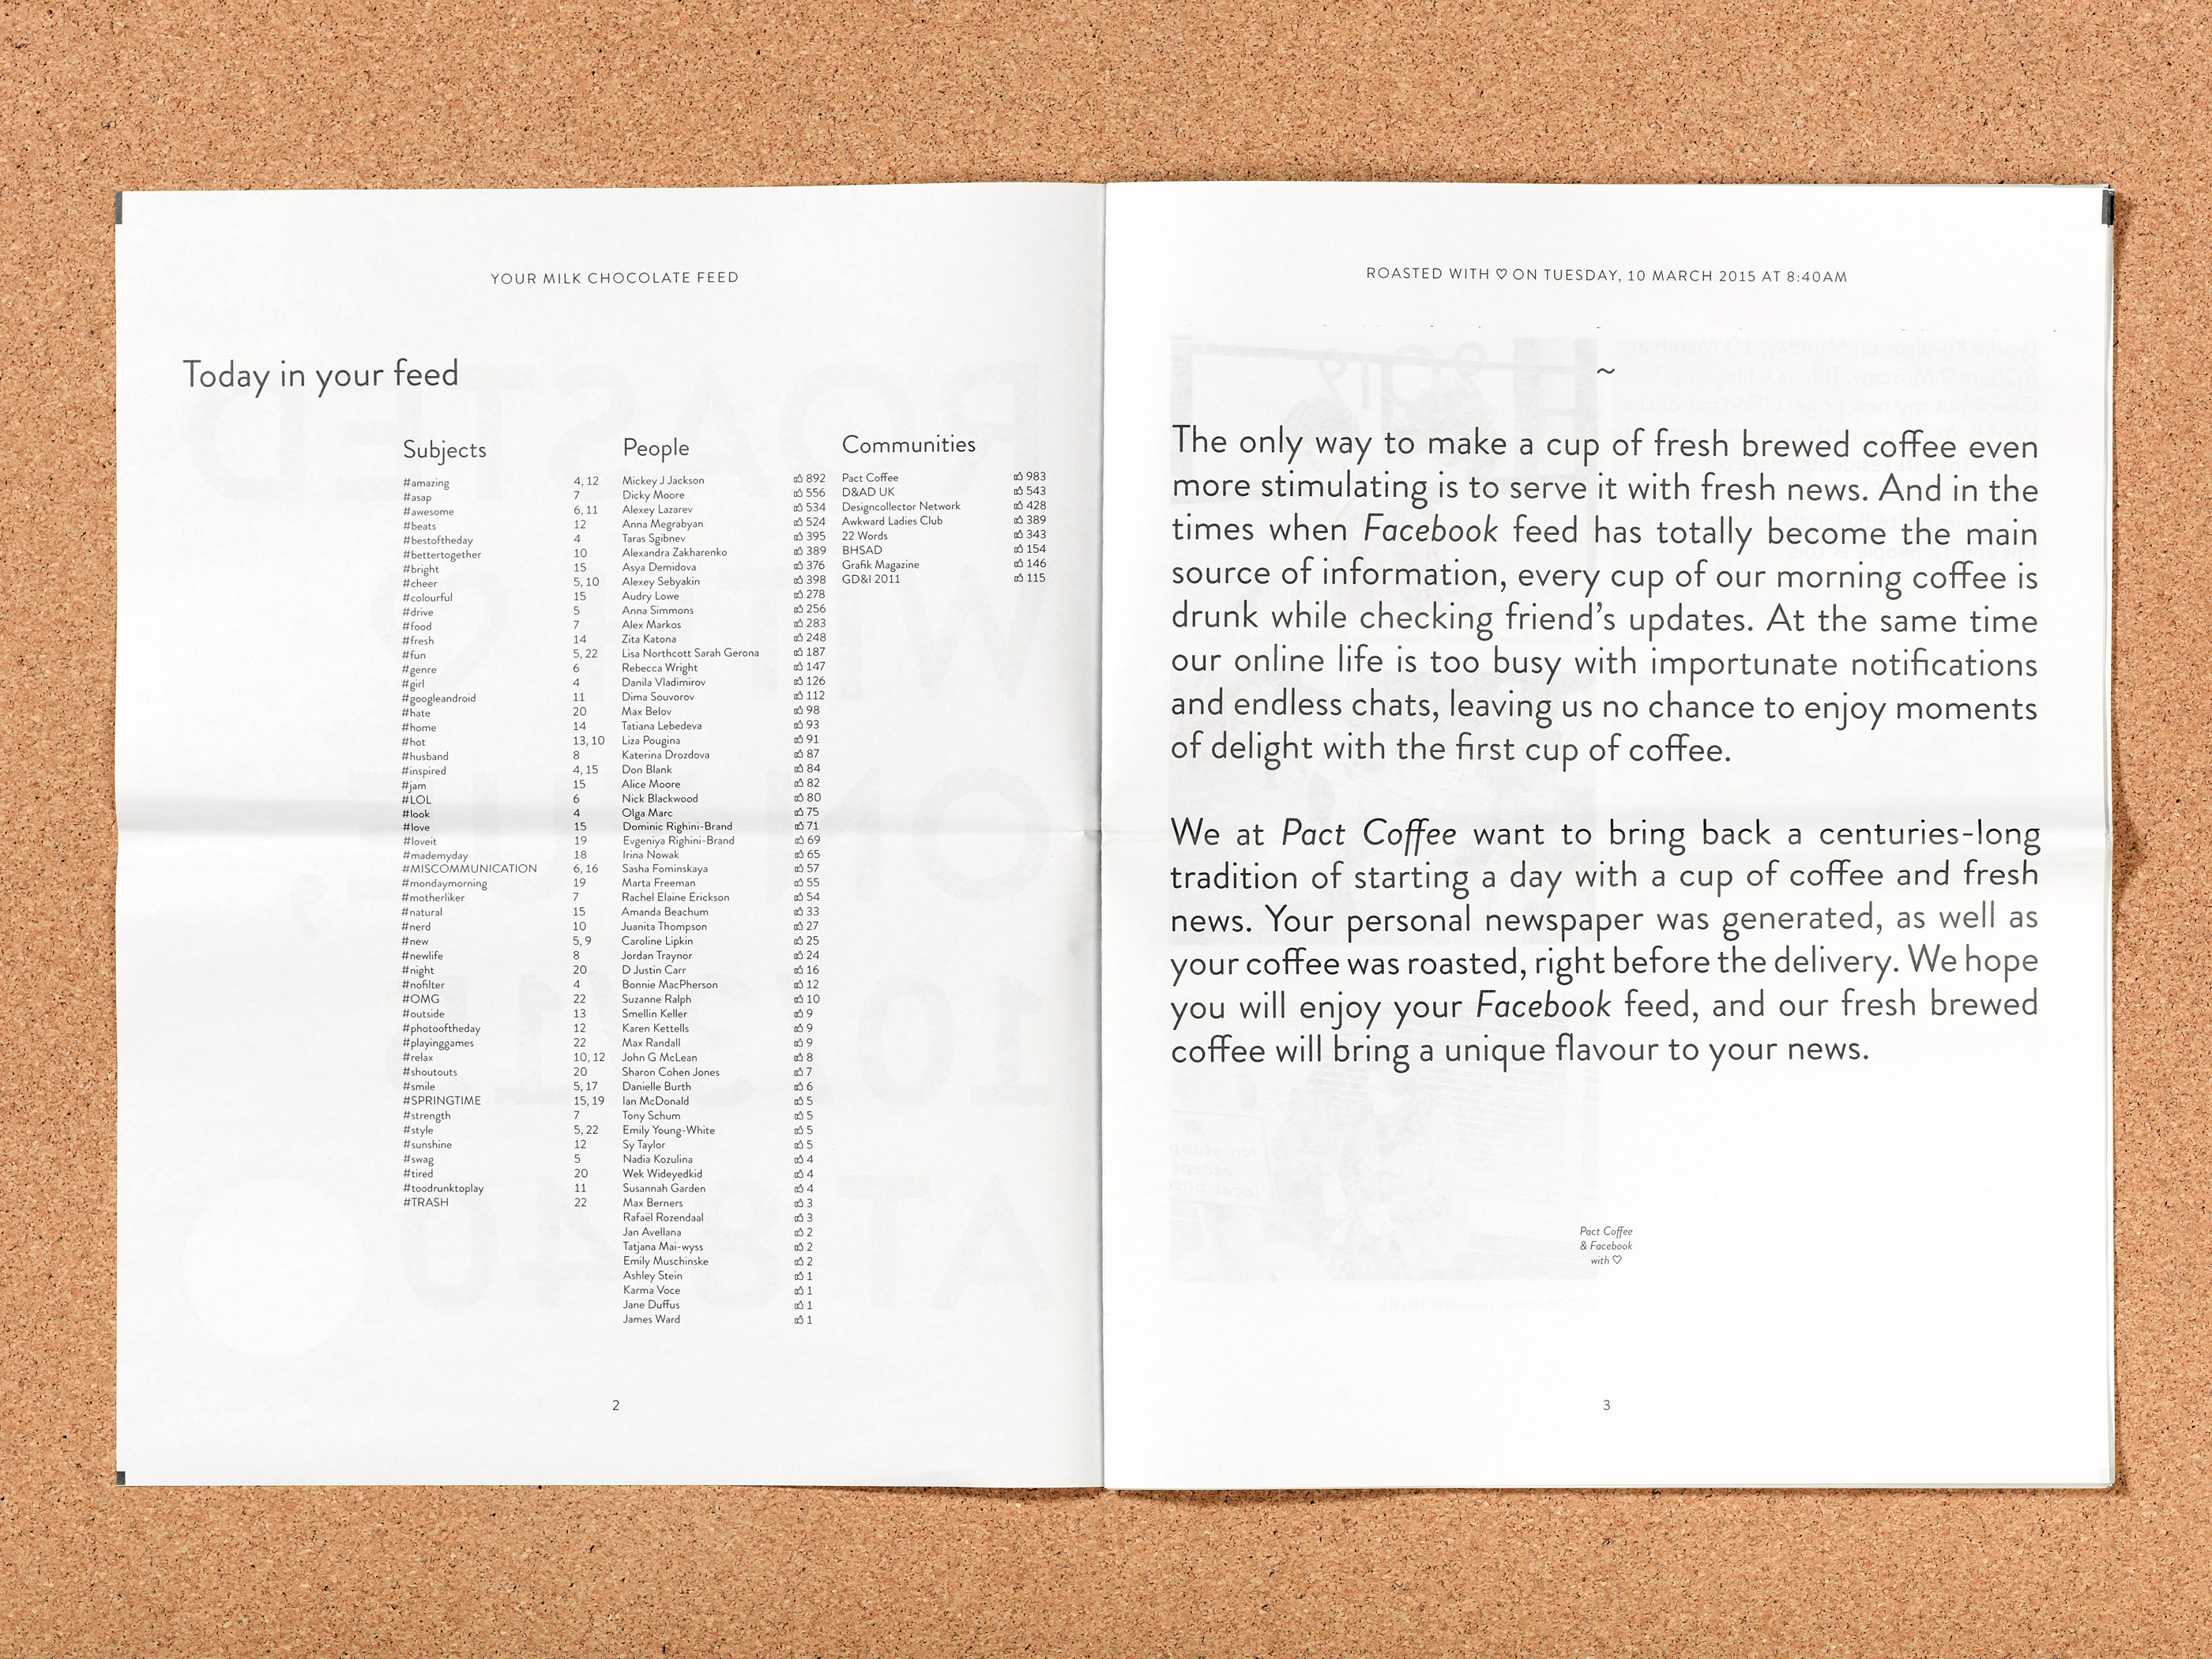 YOUR MILK CHOCOLATE FEED
Today in your feed
Subjects
#amazing 4, 12
#asap 7
#awesome 6, 11
#beats 12
#bestoftheday 4
#bettertogether 10
#bright 15
#cheer 5, 10
#colourful 15
#drive 5
#food 7
#fresh 14
#fun 5, 22
#genre 6
#girl 4
#googleandroid 11
#hate 20
#home 14
#hot 13, 10
#husband 8
#inspired 4, 15
#jam 15
#LOL 6
#look 4
#love 15
#loveit 19
#mademyday 18
#MISCOMMUNICATION 6, 16
#mondaymorning 19
#motherliker 7
#natural 15
#nerd 10
#new 5, 9
#newlife 8
#night 20
#nofilter 4
#OMG 22
#outside 13
#photooftheday 12
#playinggames 22
#relax 10, 12
#shoutouts 20
#smile 5, 17
#SPRINGTIME 15, 19
#strength 7
#style 5, 22
#sunshine 12
#swag 5
#tired 20
#toodrunktoplay 11
#TRASH 22
People
Mickey J Jackson 892
Dicky Moore 556
Alexey Lazarev 534
Anna Megrabyan 524
Taras Sgibnev 395
Alexandra Zakharenko 389
Asya Demidova 376
Alexey Sebyakin 398
Audry Lowe 278
Anna Simmons 256
Alex Markos 283
Zita Katona 248
Lisa Northcott Sarah Gerona 187
Rebecca Wright 147
Danila Vladimirov 126
Dima Souvorov 112
Max Belov 98
Tatiana Lebedeva 93
Liza Pougina 91
Katerina Drozdova 87
Don Blank 84
Alice Moore 82
Nick Blackwood 80
Olga Marc 75
Dominic Righini-Brand 71
Evgeniya Righini-Brand 69
Irina Nowak 65
Sasha Fominskaya 57
Marta Freeman 55
Rachel Elaine Erickson 54
Amanda Beachum 33
Juanita Thompson 27
Caroline Lipkin 25
Jordan Traynor 24
D Justin Carr 16
Bonnie MacPherson 12
Suzanne Ralph 10
Smellin Keller 9
Karen Kettells 9
Max Randall 9
John G McLean 8
Sharon Cohen Jones 7
Danielle Burth 6
Ian McDonald 5
Tony Schum 5
Emily Young-White 5
Sy Taylor 5
Nadia Kozulina 4
Wek Wideyedkid 4
Susannah Garden 4
Max Berners 3
Rafaël Rozendaal 3
Jan Avellana 2
Tatjana Mai-wyss 2
Emily Muschinske 2
Ashley Stein 1
Karma Voce 1
Jane Duffus 1
James Ward 1
Communities
Pact Coffee 983
D&AD UK 543
Designcollector Network 428
Awkward Ladies Club 389
22 Words 343
BHSAD 154
Grafik Magazine 146
GD&I 2011 115
2
ROASTED WITH ♡ ON TUESDAY, 10 MARCH 2015 AT 8:40AM
~
The only way to make a cup of fresh brewed coffee even
more stimulating is to serve it with fresh news. And in the
times when Facebook feed has totally become the main
source of information, every cup of our morning coffee is
drunk while checking friend's updates. At the same time
our online life is too busy with importunate notifications
and endless chats, leaving us no chance to enjoy moments
of delight with the first cup of coffee.
We at Pact Coffee want to bring back a centuries-long
tradition of starting a day with a cup of coffee and fresh
news. Your personal newspaper was generated, as well as
your coffee was roasted, right before the delivery. We hope
you will enjoy your Facebook feed, and our fresh brewed
coffee will bring a unique flavour to your news.
Pact Coffee
& Facebook
with ♡
3